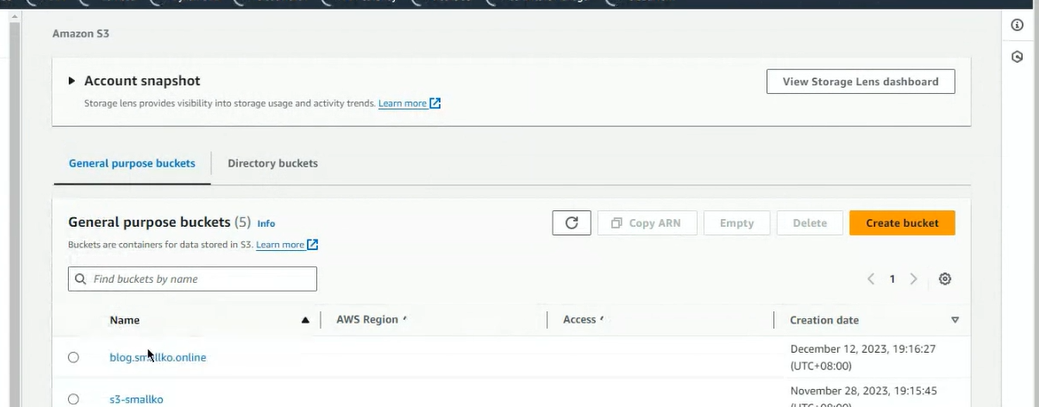 Amazon S3
Account snapshot
View Storage Lens dashboard
Storage lens provides visibility into storage usage and activity trends. Learn more
General purpose buckets
Directory buckets
General purpose buckets (5) Info
Copy ARN
Empty
Delete
Create bucket
Buckets are containers for data stored in S3. Learn more
Find buckets by name
1
Name
AWS Region
Access
Creation date
blog.smallko.online
December 12, 2023, 19:16:27
(UTC+08:00)
s3-smallko
November 28, 2023, 19:15:45
(UTC+08:00)